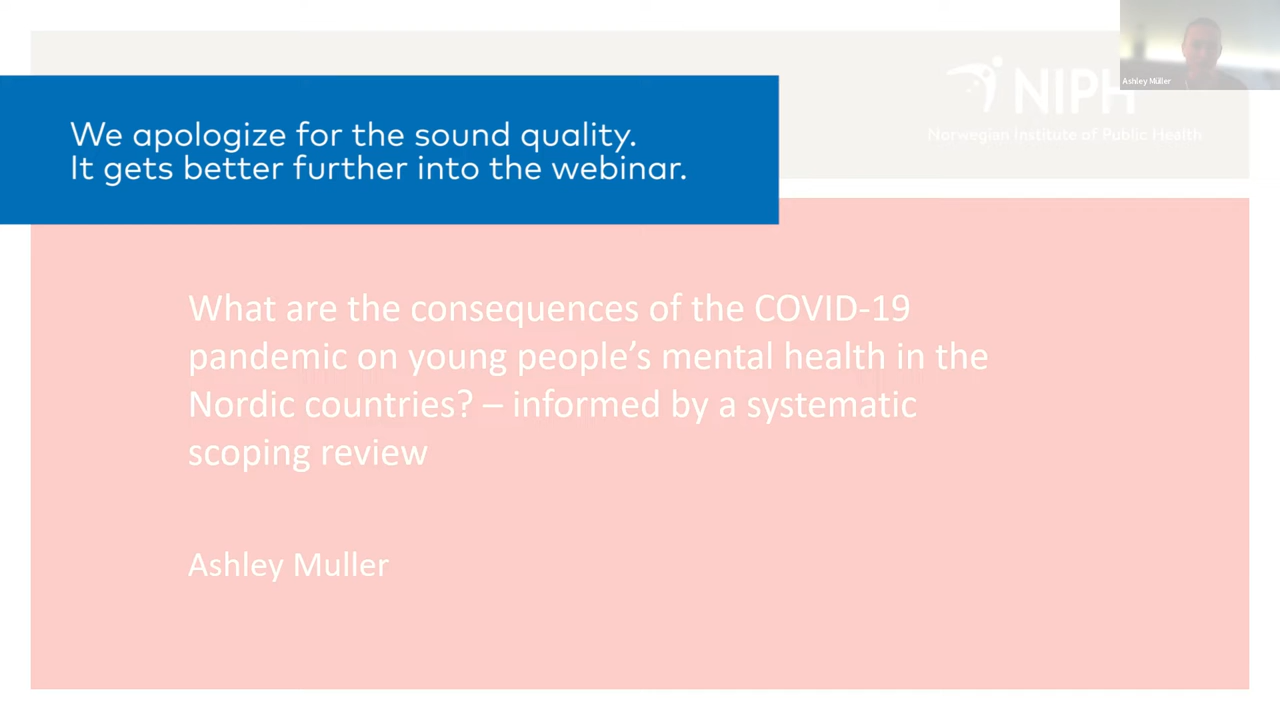 Ashley Müller
NIPH
Norwegian Institute of Public Health
We apologize for the sound quality.
It gets better further into the webinar.
What are the consequences of the COVID-19
pandemic on young people’s mental health in the
Nordic countries? – informed by a systematic
scoping review
Ashley Muller